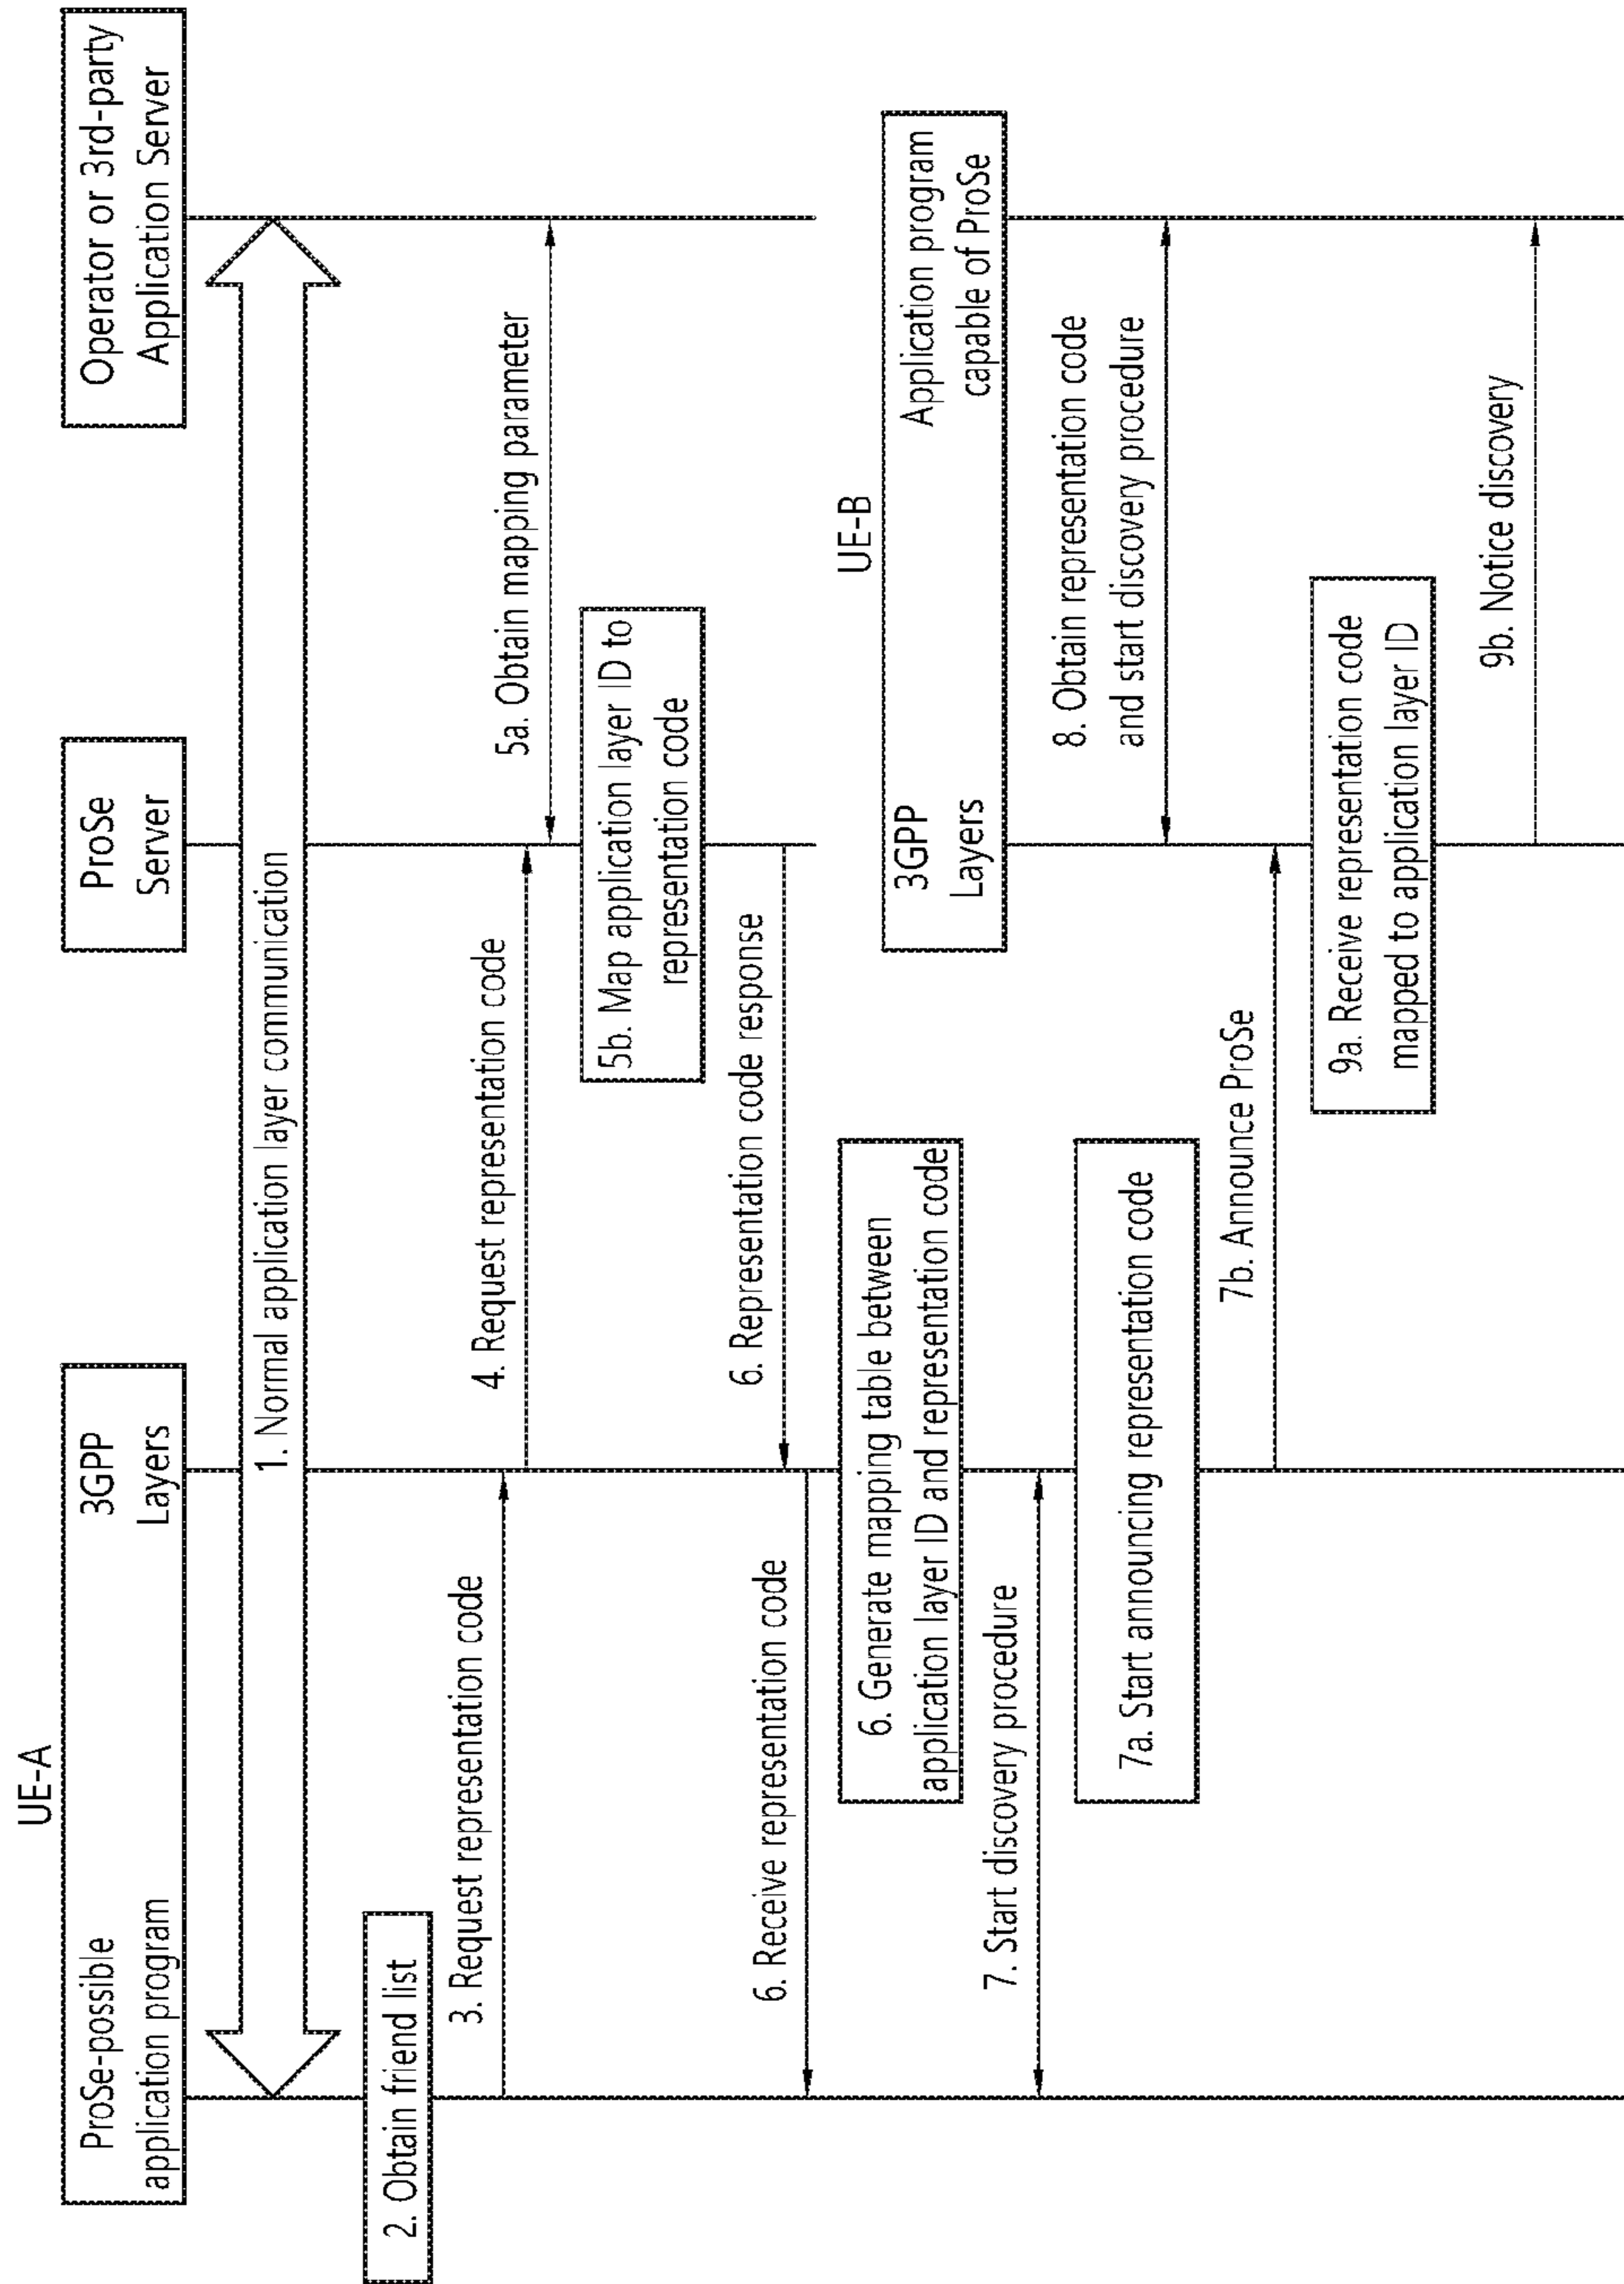 UE-A
ProSe-possible
application program
3GPP
Layers
ProSe
Server
Operator or 3rd-party
Application Server
1. Normal application layer communication
2. Obtain friend list
3. Request representation code
4. Request representation code
5a. Obtain mapping parameter
5b. Map application layer ID to
representation code
6. Representation code response
6. Receive representation code
6. Generate mapping table between
application layer ID and representation code
UE-B
3GPP
Layers
Application program
capable of ProSe
7. Start discovery procedure
7a. Start announcing representation code
8. Obtain representation code
and start discovery procedure
7b. Announce ProSe
9a. Receive representation code
mapped to application layer ID
9b. Notice discovery